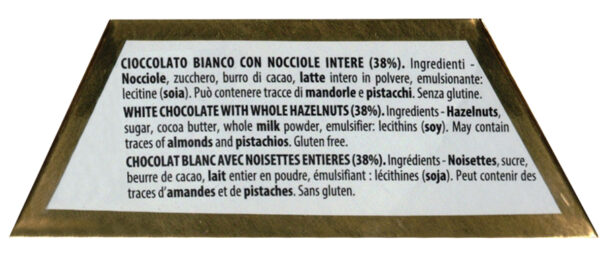 CIOCCOLATO BIANCO CON NOCCIOLE INTERE (38%). Ingredienti -
Nocciole, zucchero, burro di cacao, latte intero in polvere, emulsionante:
lecitine (soia). Può contenere tracce di mandorle e pistacchi. Senza glutine.
WHITE CHOCOLATE WITH WHOLE HAZELNUTS (38%). Ingredients - Hazelnuts,
sugar, cocoa butter, whole milk powder, emulsifier: lecithins (soy). May contain
traces of almonds and pistachios. Gluten free.
CHOCOLAT BLANC AVEC NOISETTES ENTIERES (38%). Ingrédients - Noisettes, sucre,
beurre de cacao, lait entier en poudre, émulsifiant : lécithines (soja). Peut contenir des
traces d'amandes et de pistaches. Sans gluten.